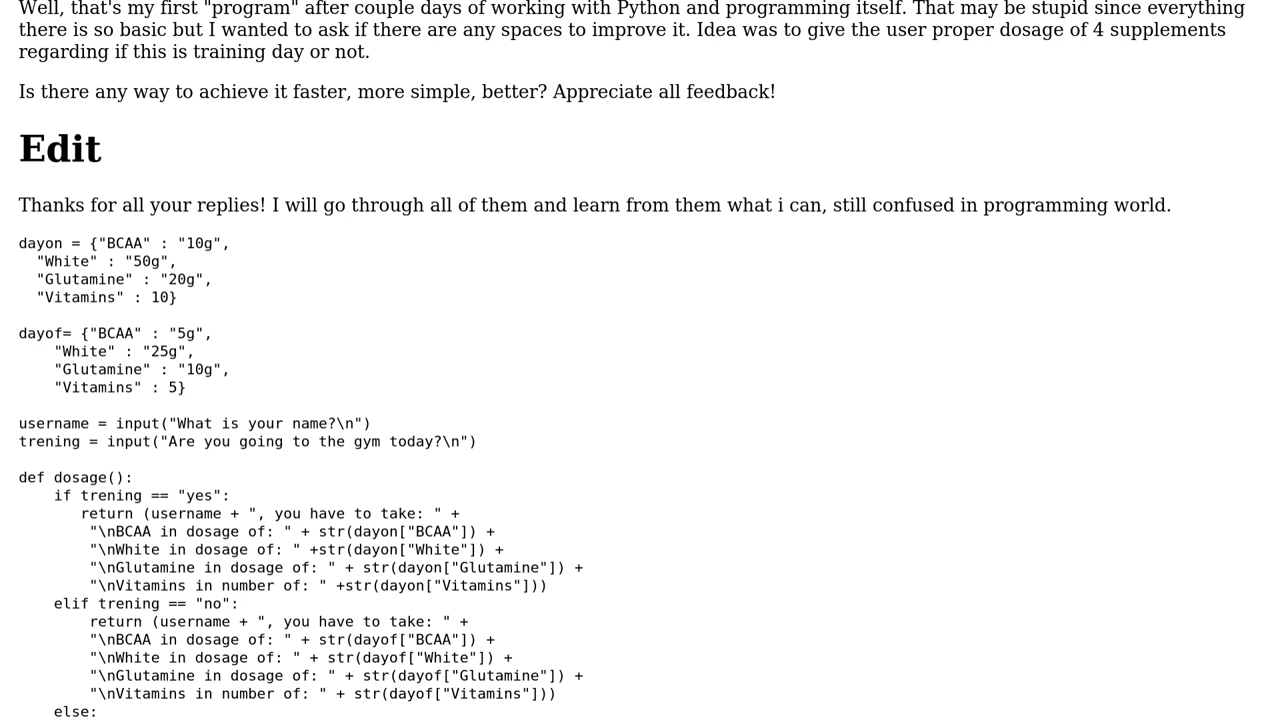 Well, that's my first "program" after couple days of working with Python and programming itself. That may be stupid since everything
there is so basic but I wanted to ask if there are any spaces to improve it. Idea was to give the user proper dosage of 4 supplements
regarding if this is training day or not.
Is there any way to achieve it faster, more simple, better? Appreciate all feedback!
Edit
Thanks for all your replies! I will go through all of them and learn from them what i can, still confused in programming world.
dayon = {"BCAA" : "10g",
  "White" : "50g",
  "Glutamine" : "20g",
  "Vitamins" : 10}
dayof= {"BCAA" : "5g",
    "White" : "25g",
    "Glutamine" : "10g",
    "Vitamins" : 5}
username = input("What is your name?\n")
trening = input("Are you going to the gym today?\n")
def dosage():
    if trening == "yes":
       return (username + ", you have to take: " +
        "\nBCAA in dosage of: " + str(dayon["BCAA"]) +
        "\nWhite in dosage of: " +str(dayon["White"]) +
        "\nGlutamine in dosage of: " + str(dayon["Glutamine"]) +
        "\nVitamins in number of: " +str(dayon["Vitamins"]))
    elif trening == "no":
        return (username + ", you have to take: " +
        "\nBCAA in dosage of: " + str(dayof["BCAA"]) +
        "\nWhite in dosage of: " + str(dayof["White"]) +
        "\nGlutamine in dosage of: " + str(dayof["Glutamine"]) +
        "\nVitamins in number of: " + str(dayof["Vitamins"]))
    else: